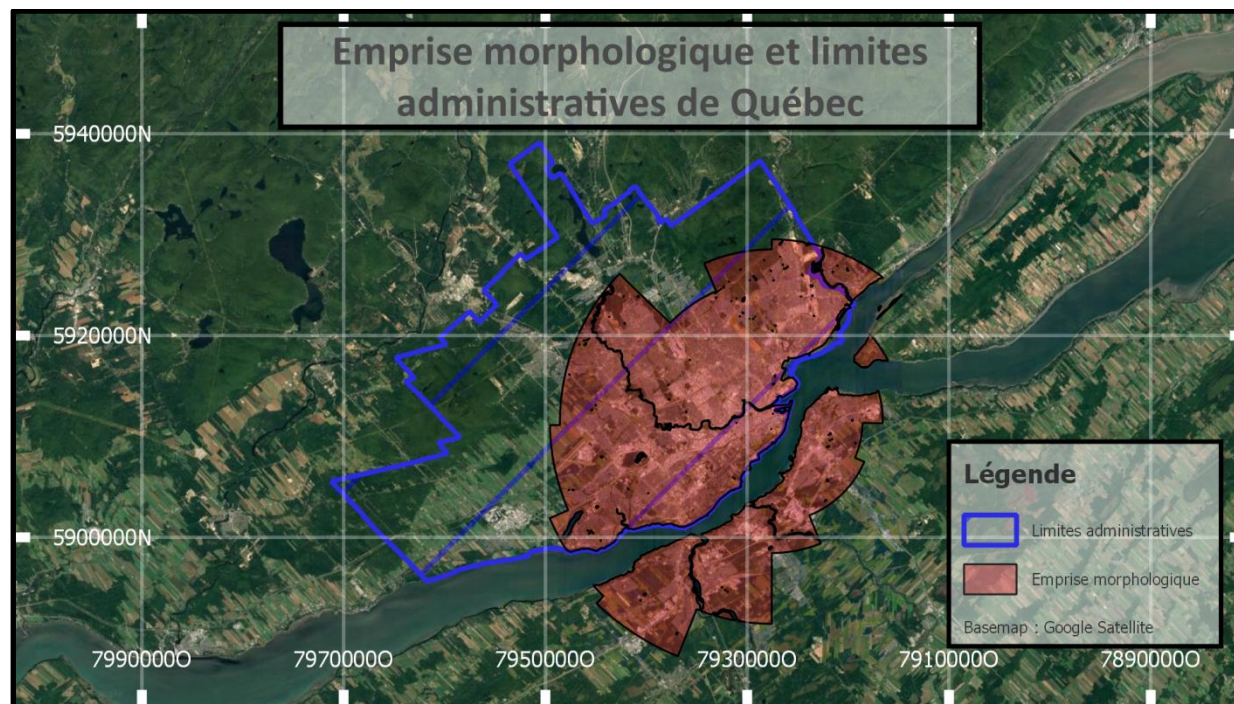 Emprise morphologique et limites
administratives de Québec
5940000N
5920000N
5900000N
Légende
Limites administratives
Emprise morphologique
Basemap : Google Satellite
7990000O
7970000O
7950000O
7930000O
7910000O
7890000O